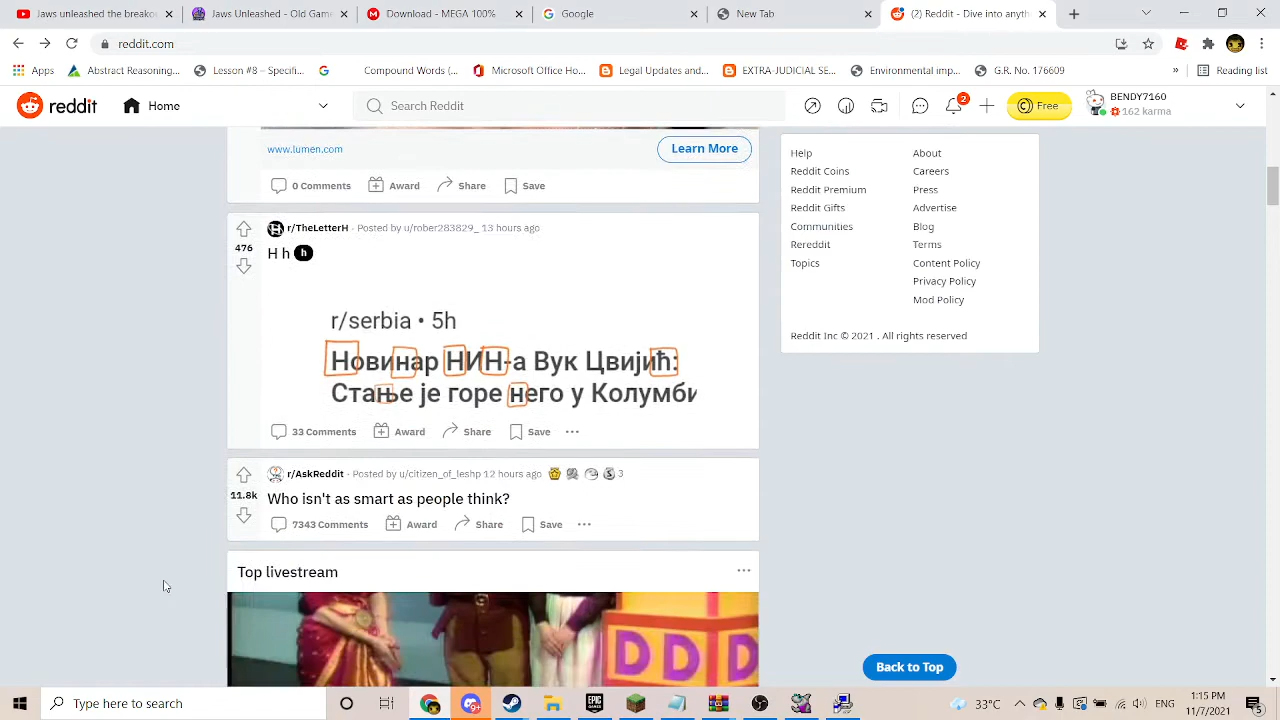 Jaws unleashed the breakou
Jaws Unleashed - Old Gam
Download - MEGA 100%
Google
New Tab
(2) Reddit - Dive into anyth
reddit.com
Apps
Abstract Reasoning...
Lesson #8 – Specifi...
Compound Words (...
Microsoft Office Ho...
Legal Updates and...
EXTRA-JUDICIAL SE...
Environmental imp...
G.R. No. 173609
»
Reading list
reddit
Home
Search Reddit
2
Free
BENDY7160
162 karma
www.lumen.com
Learn More
0 Comments
Award
Share
Save
Help
About
Reddit Coins
Careers
Reddit Premium
Press
Reddit Gifts
Advertise
Communities
Blog
Rereddit
Terms
Topics
Content Policy
Privacy Policy
Mod Policy
Reddit Inc © 2021 . All rights reserved
r/TheLetterH · Posted by u/rober283829_ 13 hours ago
476
H h h
r/serbia • 5h
Новинар НИН-а Вук Цвијић:
Стање је горе него у Колумби
33 Comments
Award
Share
Save
r/AskReddit · Posted by u/citizen_of_leshp 12 hours ago
3
11.8k
Who isn't as smart as people think?
7343 Comments
Award
Share
Save
Top livestream
DDD
Back to Top
Type here to search
33°C
ENG
1:15 PM
11/7/2021
5